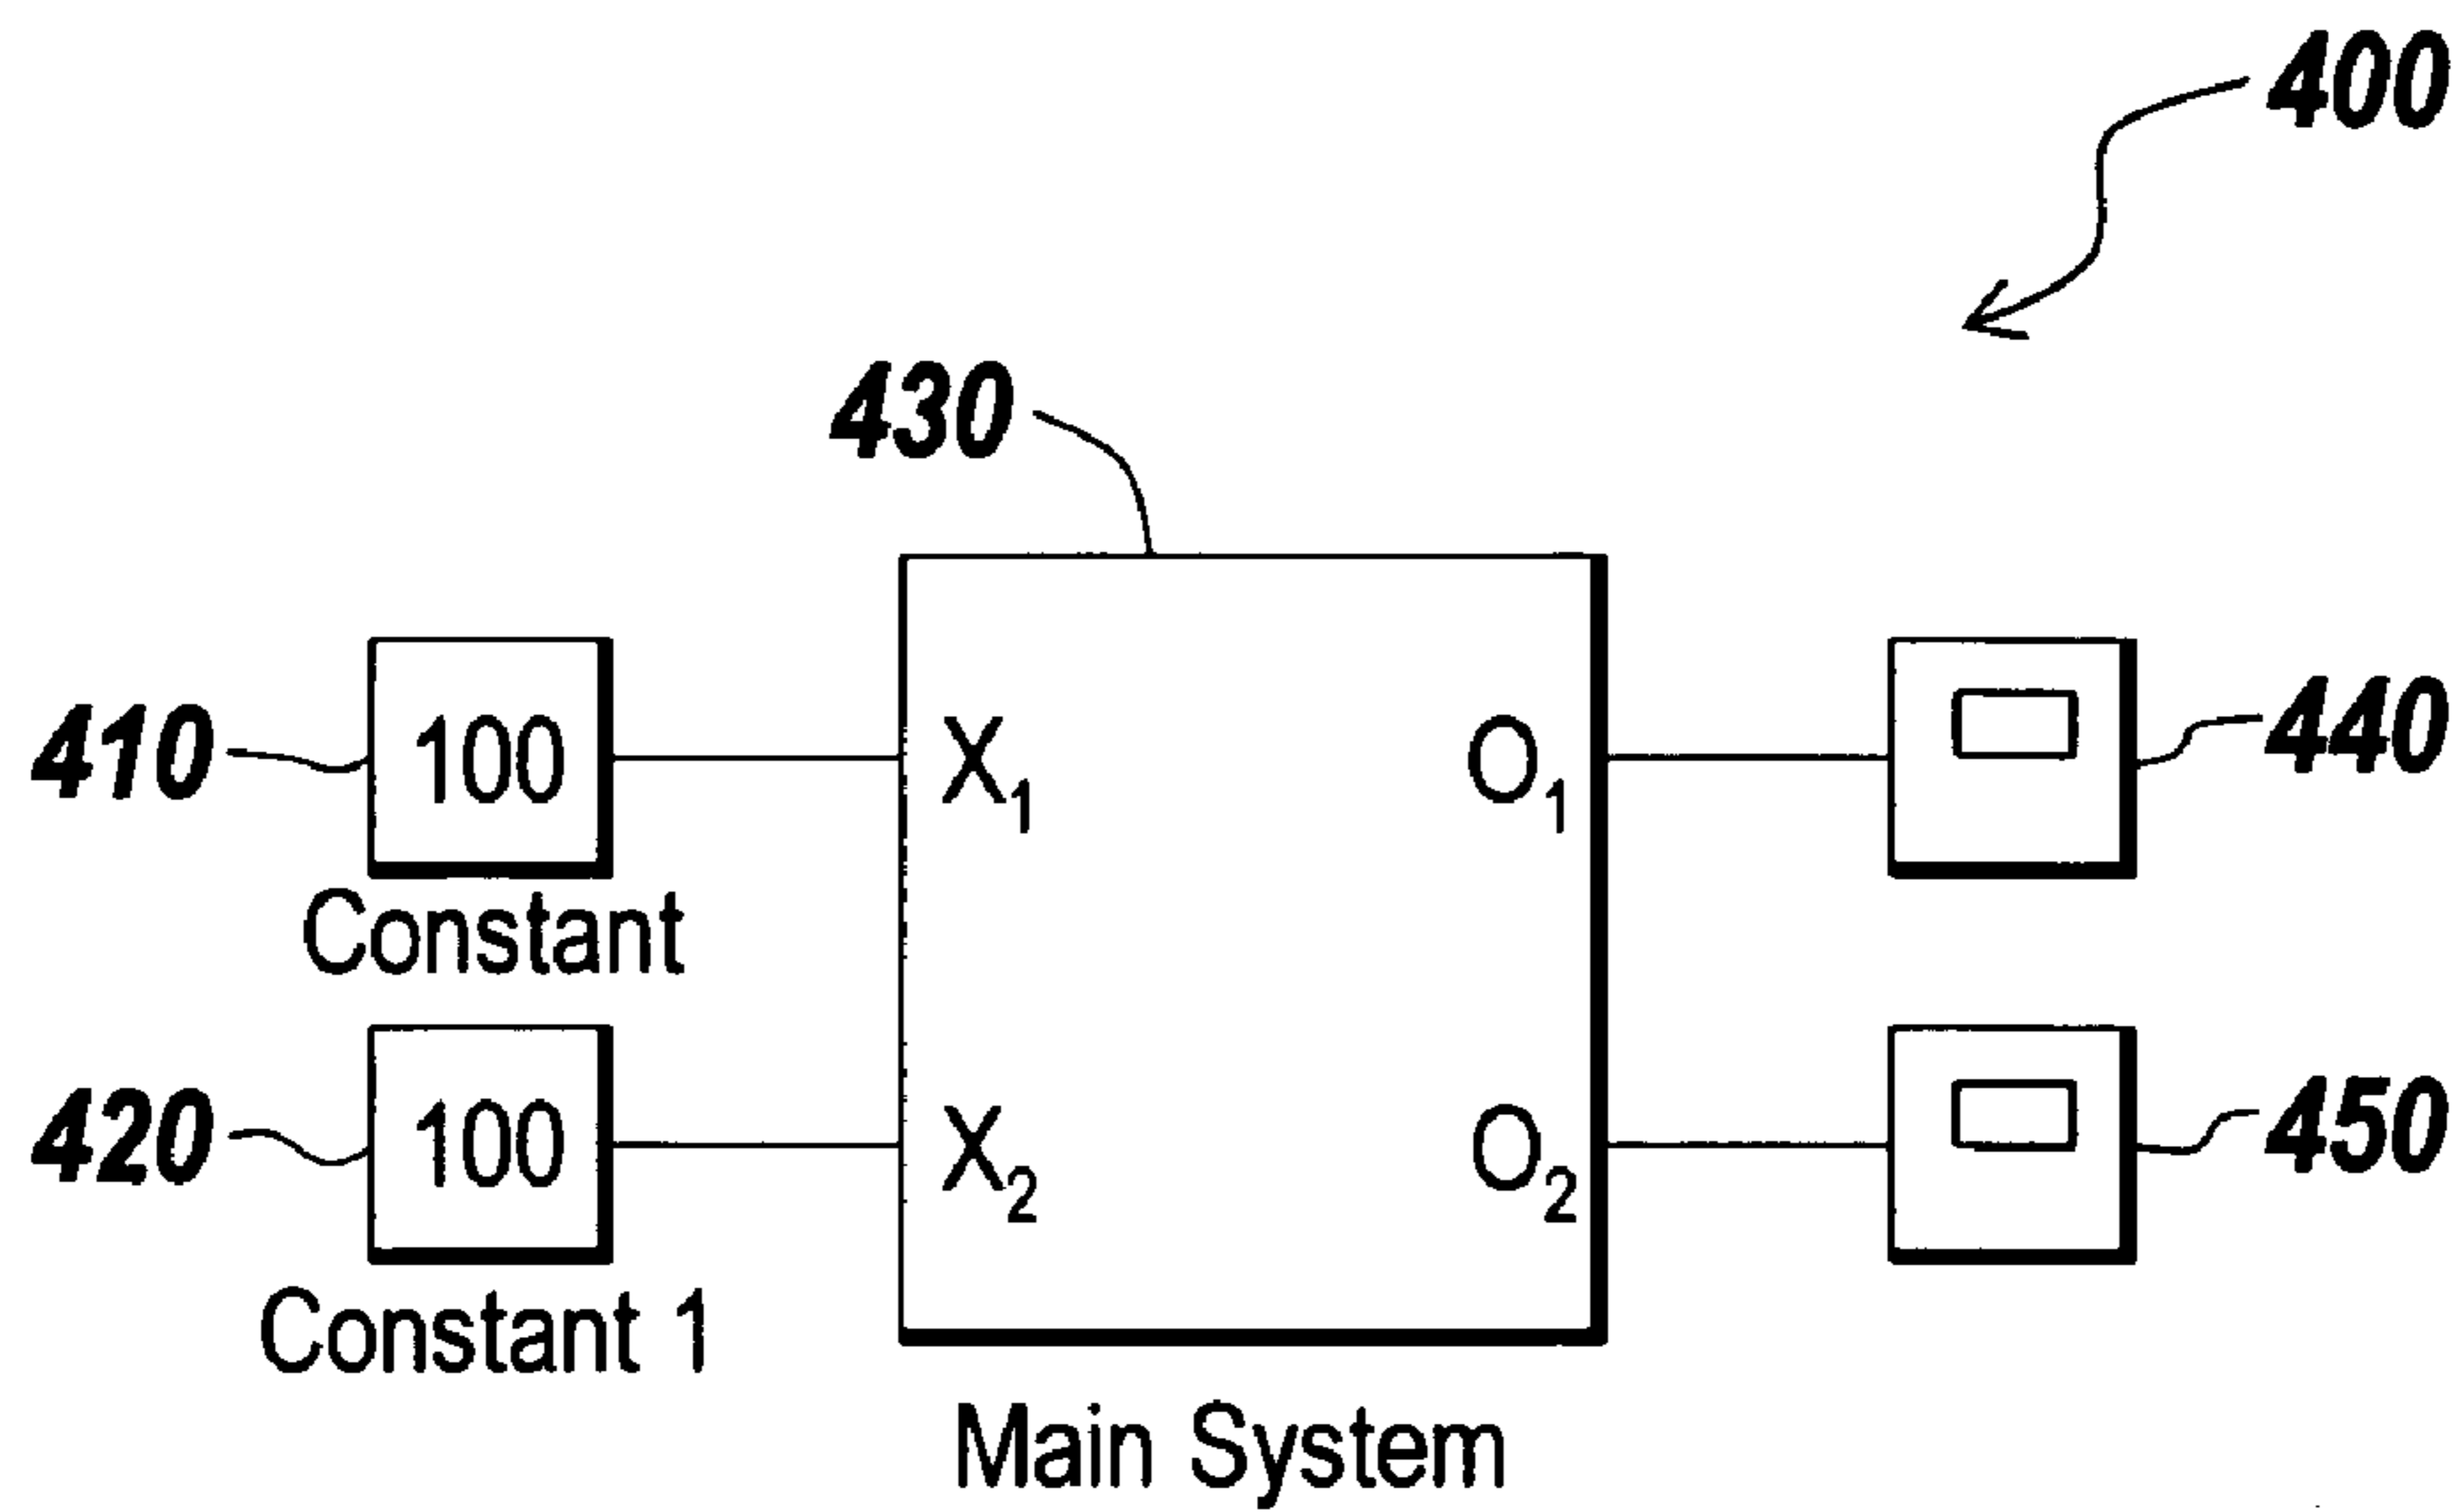 400
430
410 100 X₁ O₁ 440
Constant
420 100 X₂ O₂ 450
Constant 1
Main System